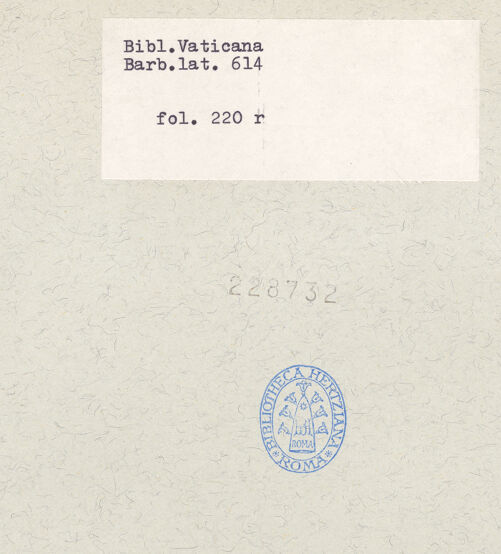 Bibl.Vaticana
Barb.lat. 614
fol. 220 r
228732
BIBLIOTHECA HERTZIANA
ROMA
* ROMA *